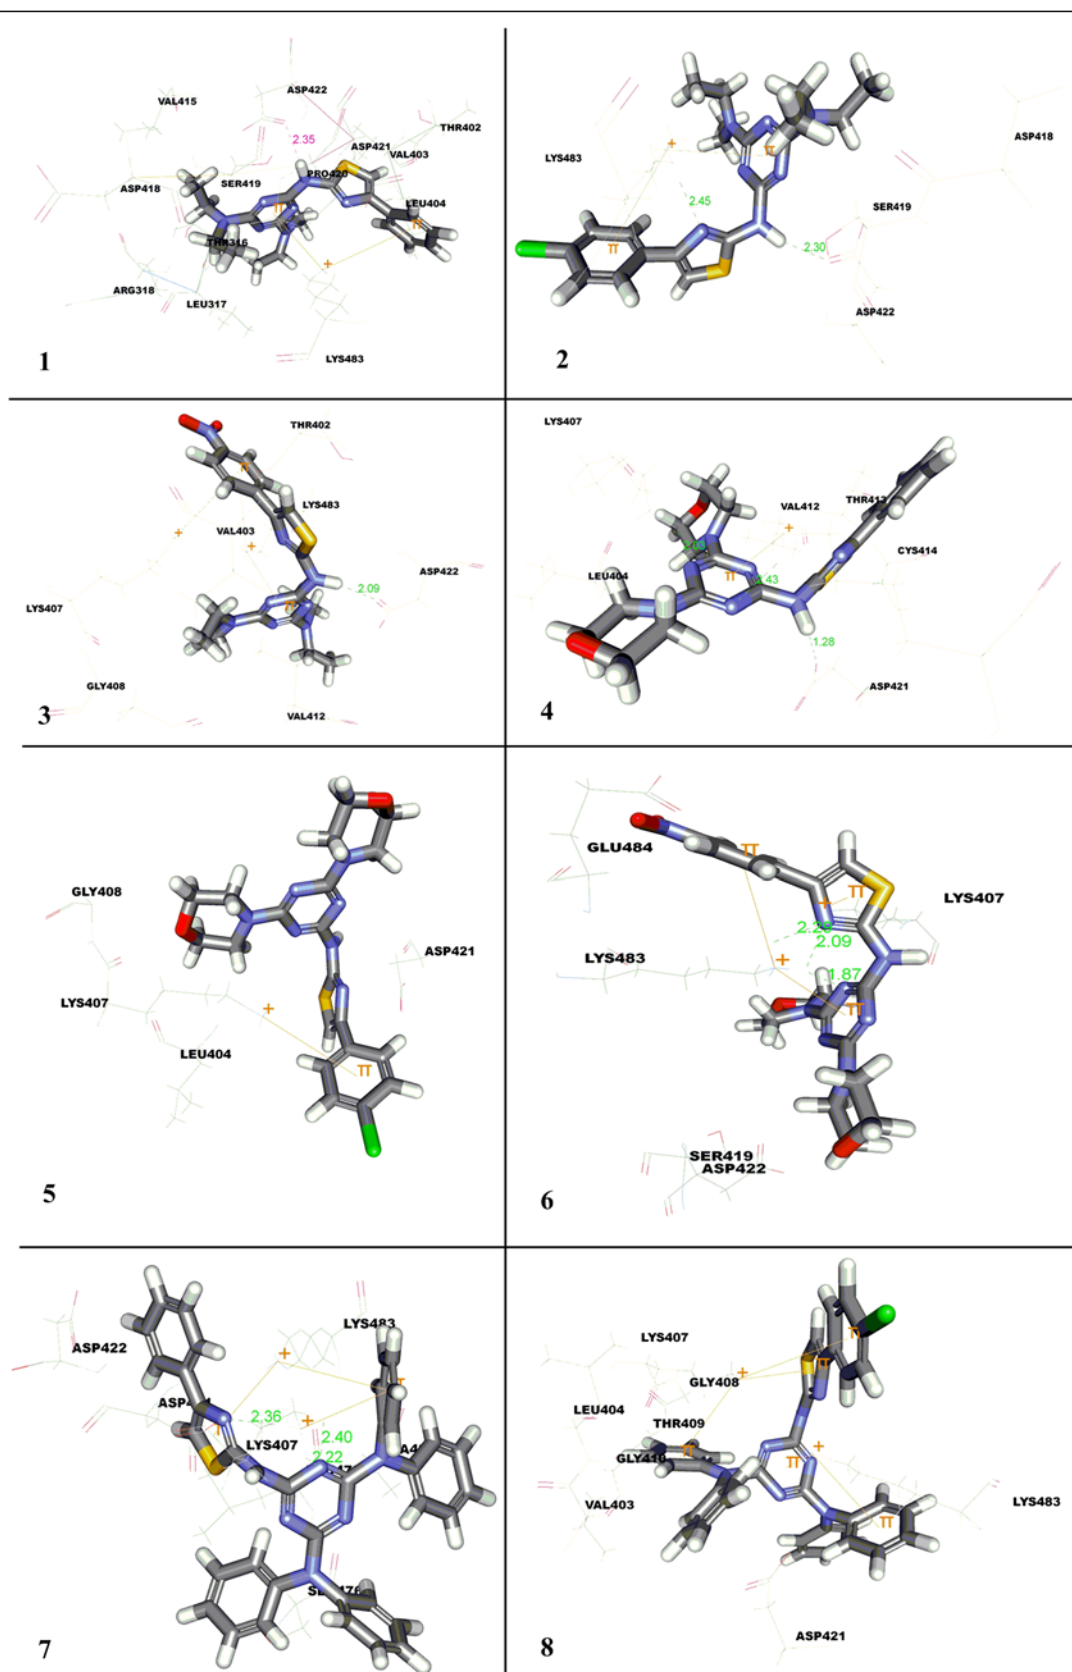 ASP422
VAL415
THR402
2.35
ASP421
VAL403
PRO420
ASP418
SER419
LEU404
π
π
THR316
+
ARG318
LEU317
LYS483
1
ASP418
LYS483
+
π
2.45
SER419
2.30
π
ASP422
2
THR402
π
LYS483
+
VAL403
+
ASP422
2.09
LYS407
π
GLY408
VAL412
3
LYS407
VAL412
CYS414
+
LEU404
π
1.28
ASP421
4
GLY408
ASP421
LYS407
+
LEU404
π
5
GLU484
π
π
LYS407
+
2.09
LYS483
+
1.87
π
SER419
ASP422
6
LYS483
ASP422
+
2.36
+
2.40
LYS407
2.22
7
LYS407
π
π
GLY408
+
LEU404
THR409
π
+
GLY410
π
VAL403
LYS483
π
ASP421
8